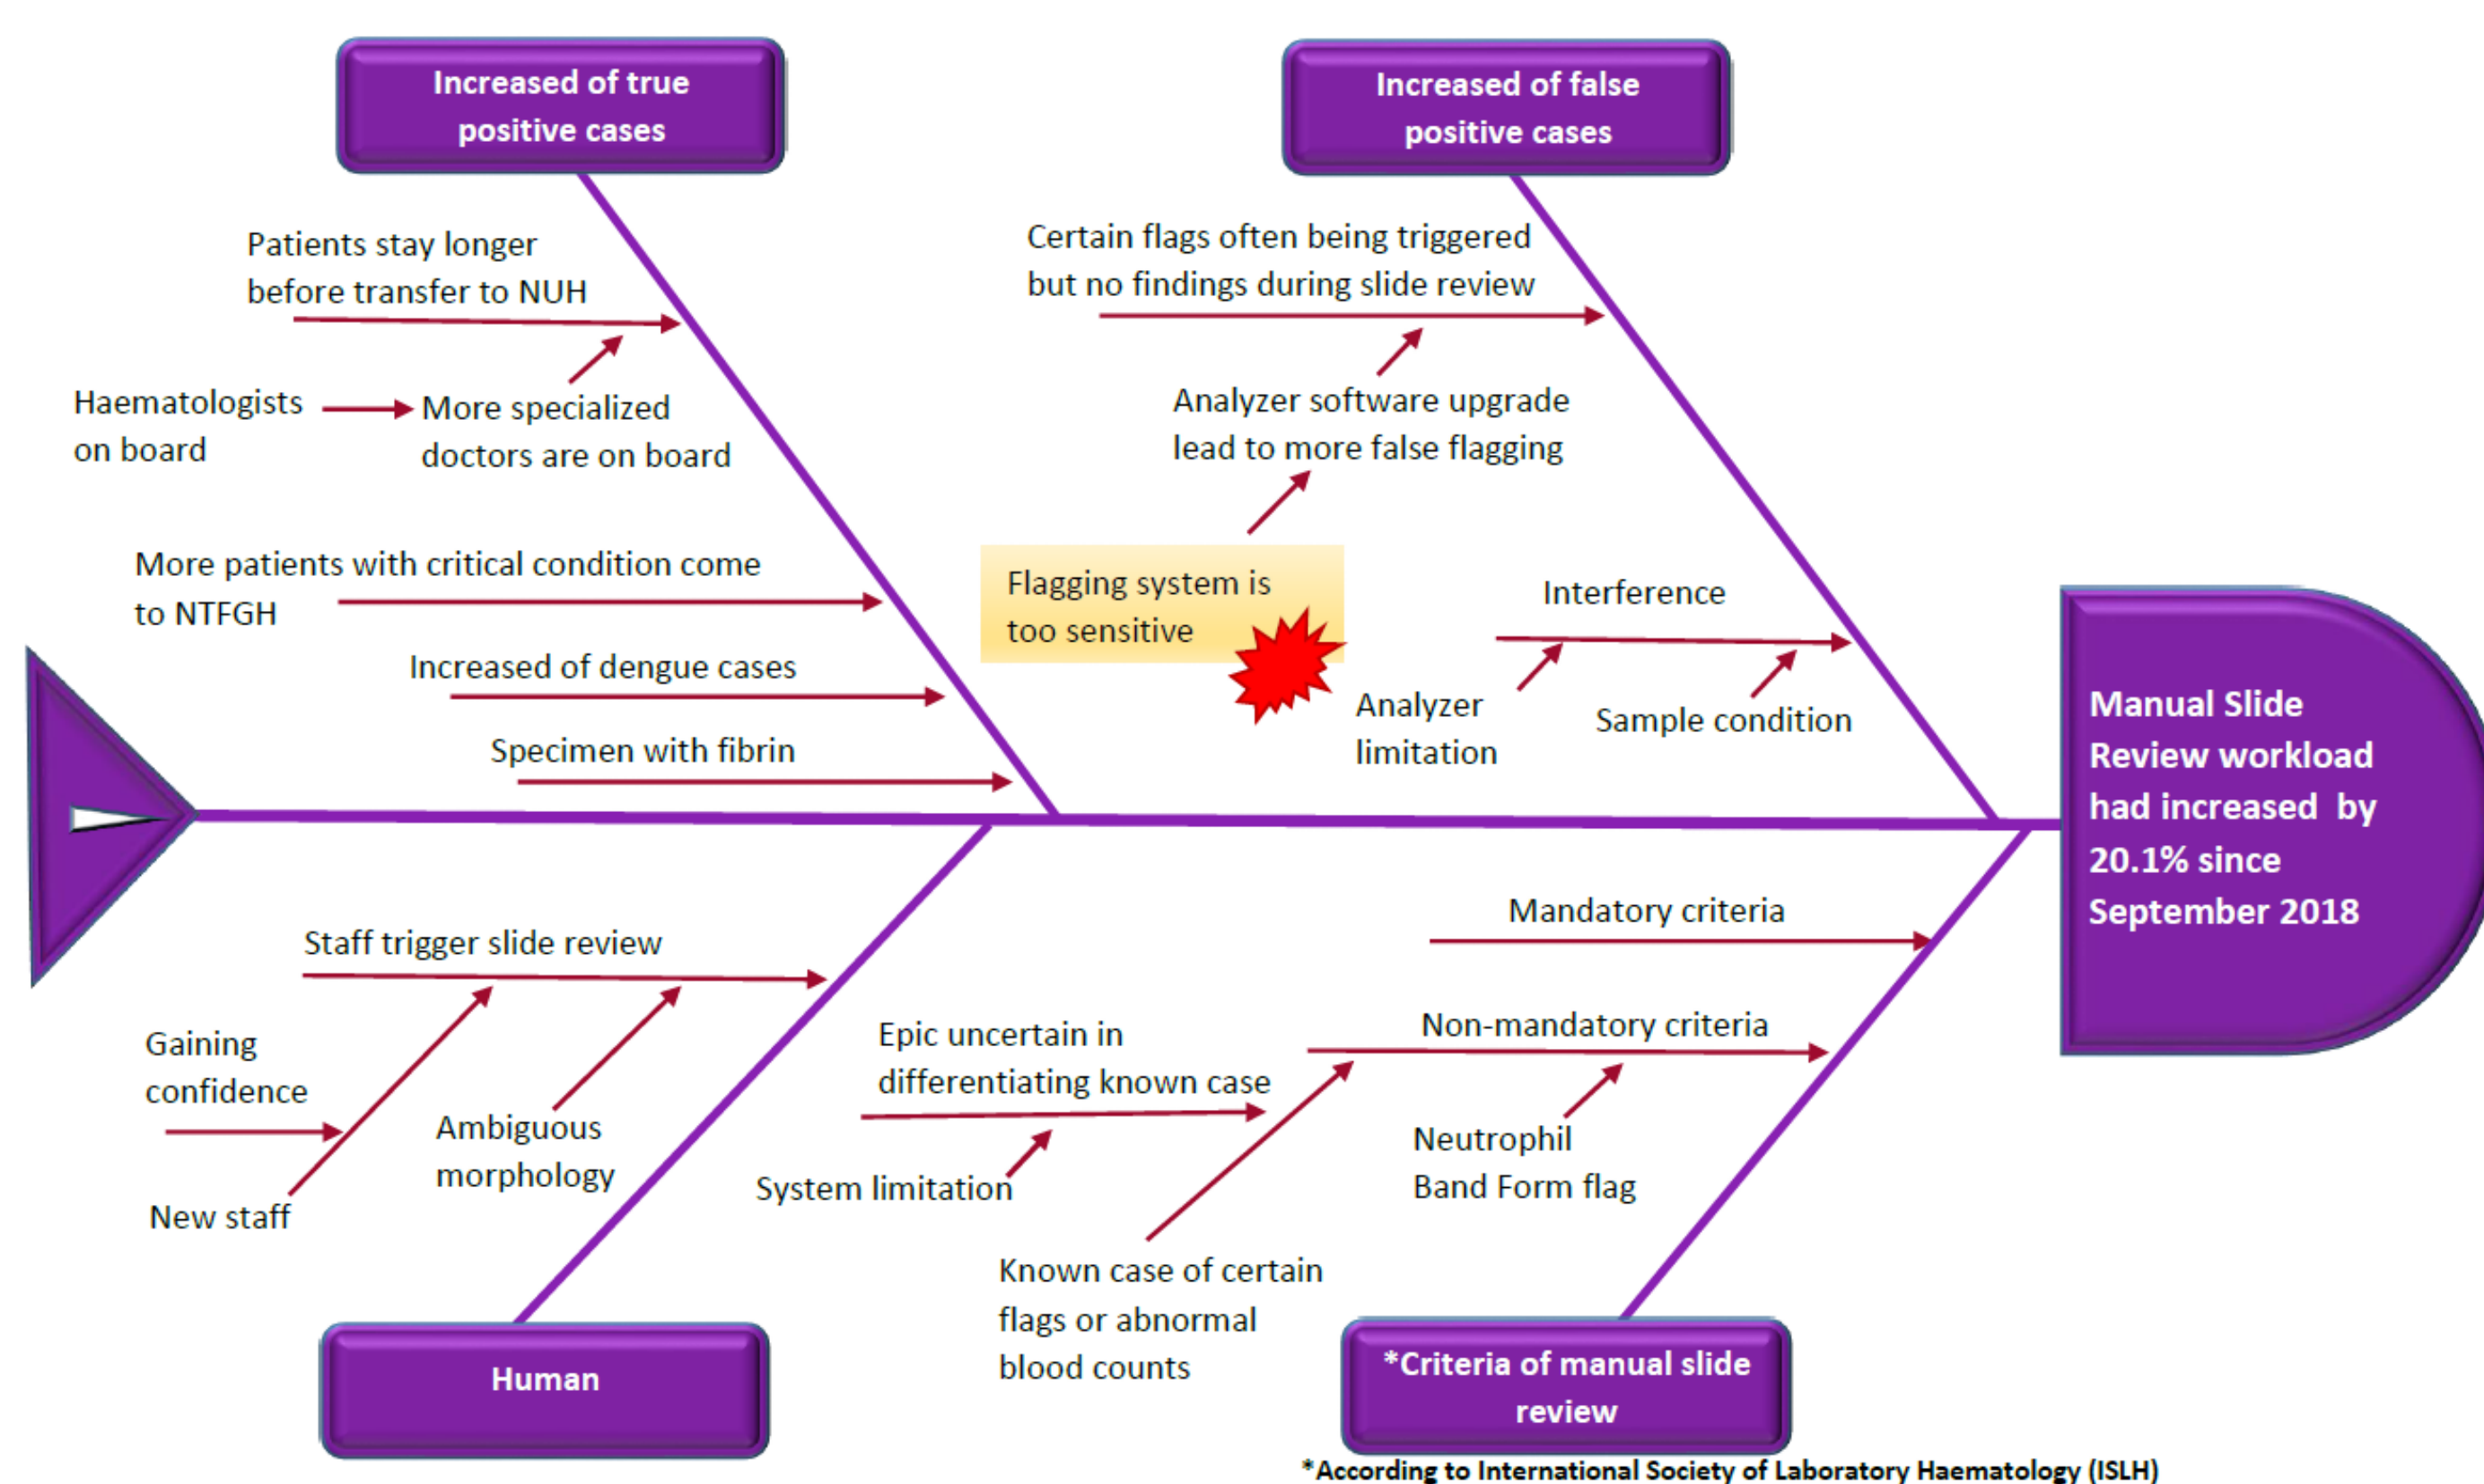 Increased of true
positive cases
Increased of false
positive cases
Patients stay longer
before transfer to NUH
Haematologists
on board
More specialized
doctors are on board
More patients with critical condition come
to NTFGH
Increased of dengue cases
Specimen with fibrin
Certain flags often being triggered
but no findings during slide review
Analyzer software upgrade
lead to more false flagging
Flagging system is
too sensitive
Interference
Analyzer
limitation
Sample condition
Manual Slide
Review workload
had increased by
20.1% since
September 2018
Staff trigger slide review
Gaining
confidence
New staff
Ambiguous
morphology
Human
Mandatory criteria
Non-mandatory criteria
Epic uncertain in
differentiating known case
System limitation
Neutrophil
Band Form flag
Known case of certain
flags or abnormal
blood counts
*Criteria of manual slide
review
*According to International Society of Laboratory Haematology (ISLH)